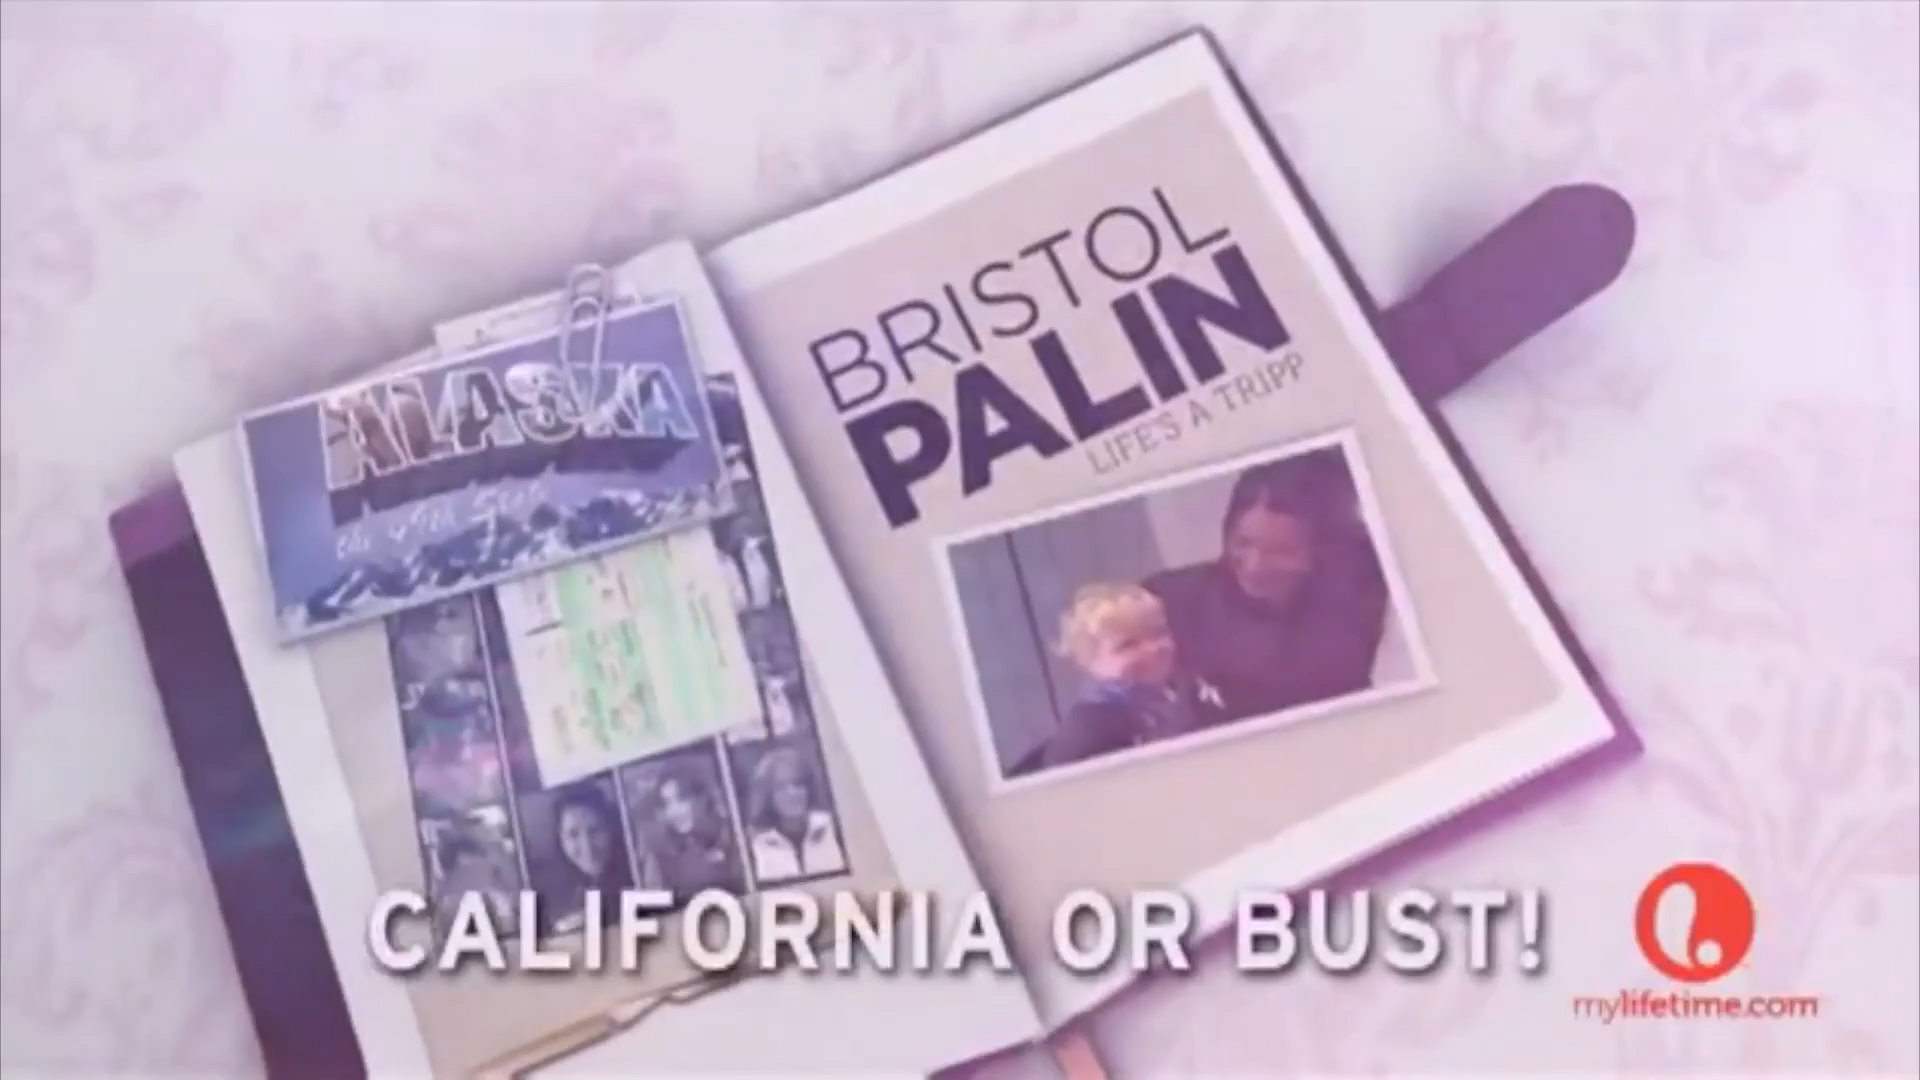 ALASKA
BRISTOL
PALIN
LIFE'S A TRIPP
CALIFORNIA OR BUST!
mylifetime.com